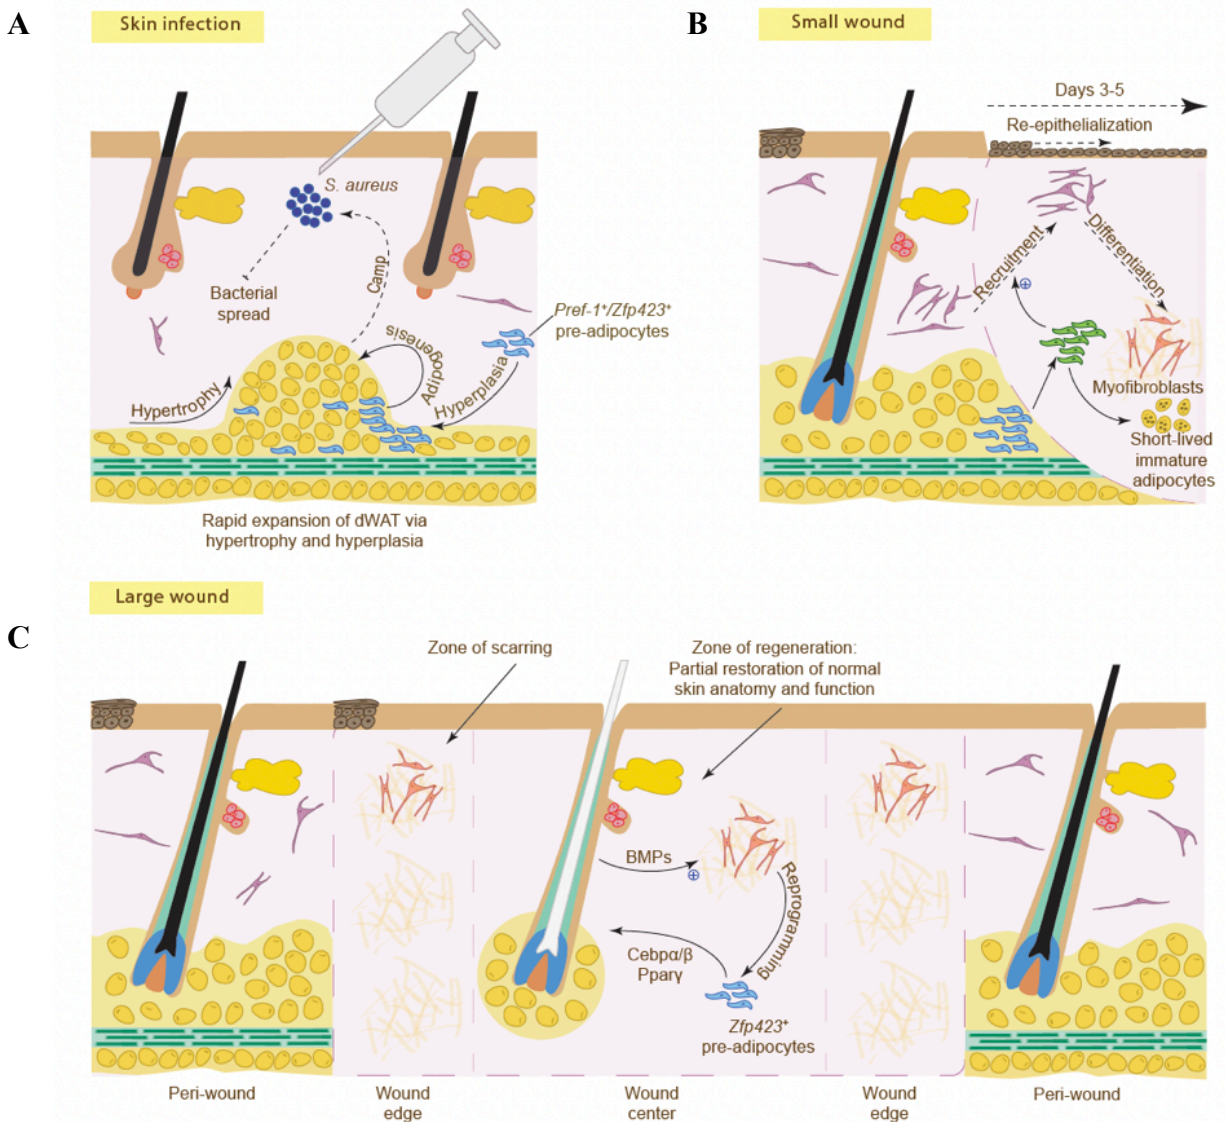 A
Skin infection
S. aureus
Bacterial
spread
Camp
Pref-1⁺/Zfp423⁺
pre-adipocytes
Hypertrophy
Adipogenesis
Hyperplasia
Rapid expansion of dWAT via
hypertrophy and hyperplasia
B
Small wound
Days 3-5
Re-epithelialization
Recruitment
Differentiation
⊕
Myofibroblasts
Short-lived
immature
adipocytes
C
Large wound
Zone of scarring
Zone of regeneration:
Partial restoration of normal
skin anatomy and function
BMPs
⊕
Reprogramming
Cebpα/β
Pparγ
Zfp423⁺
pre-adipocytes
Peri-wound
Wound
edge
Wound
center
Wound
edge
Peri-wound